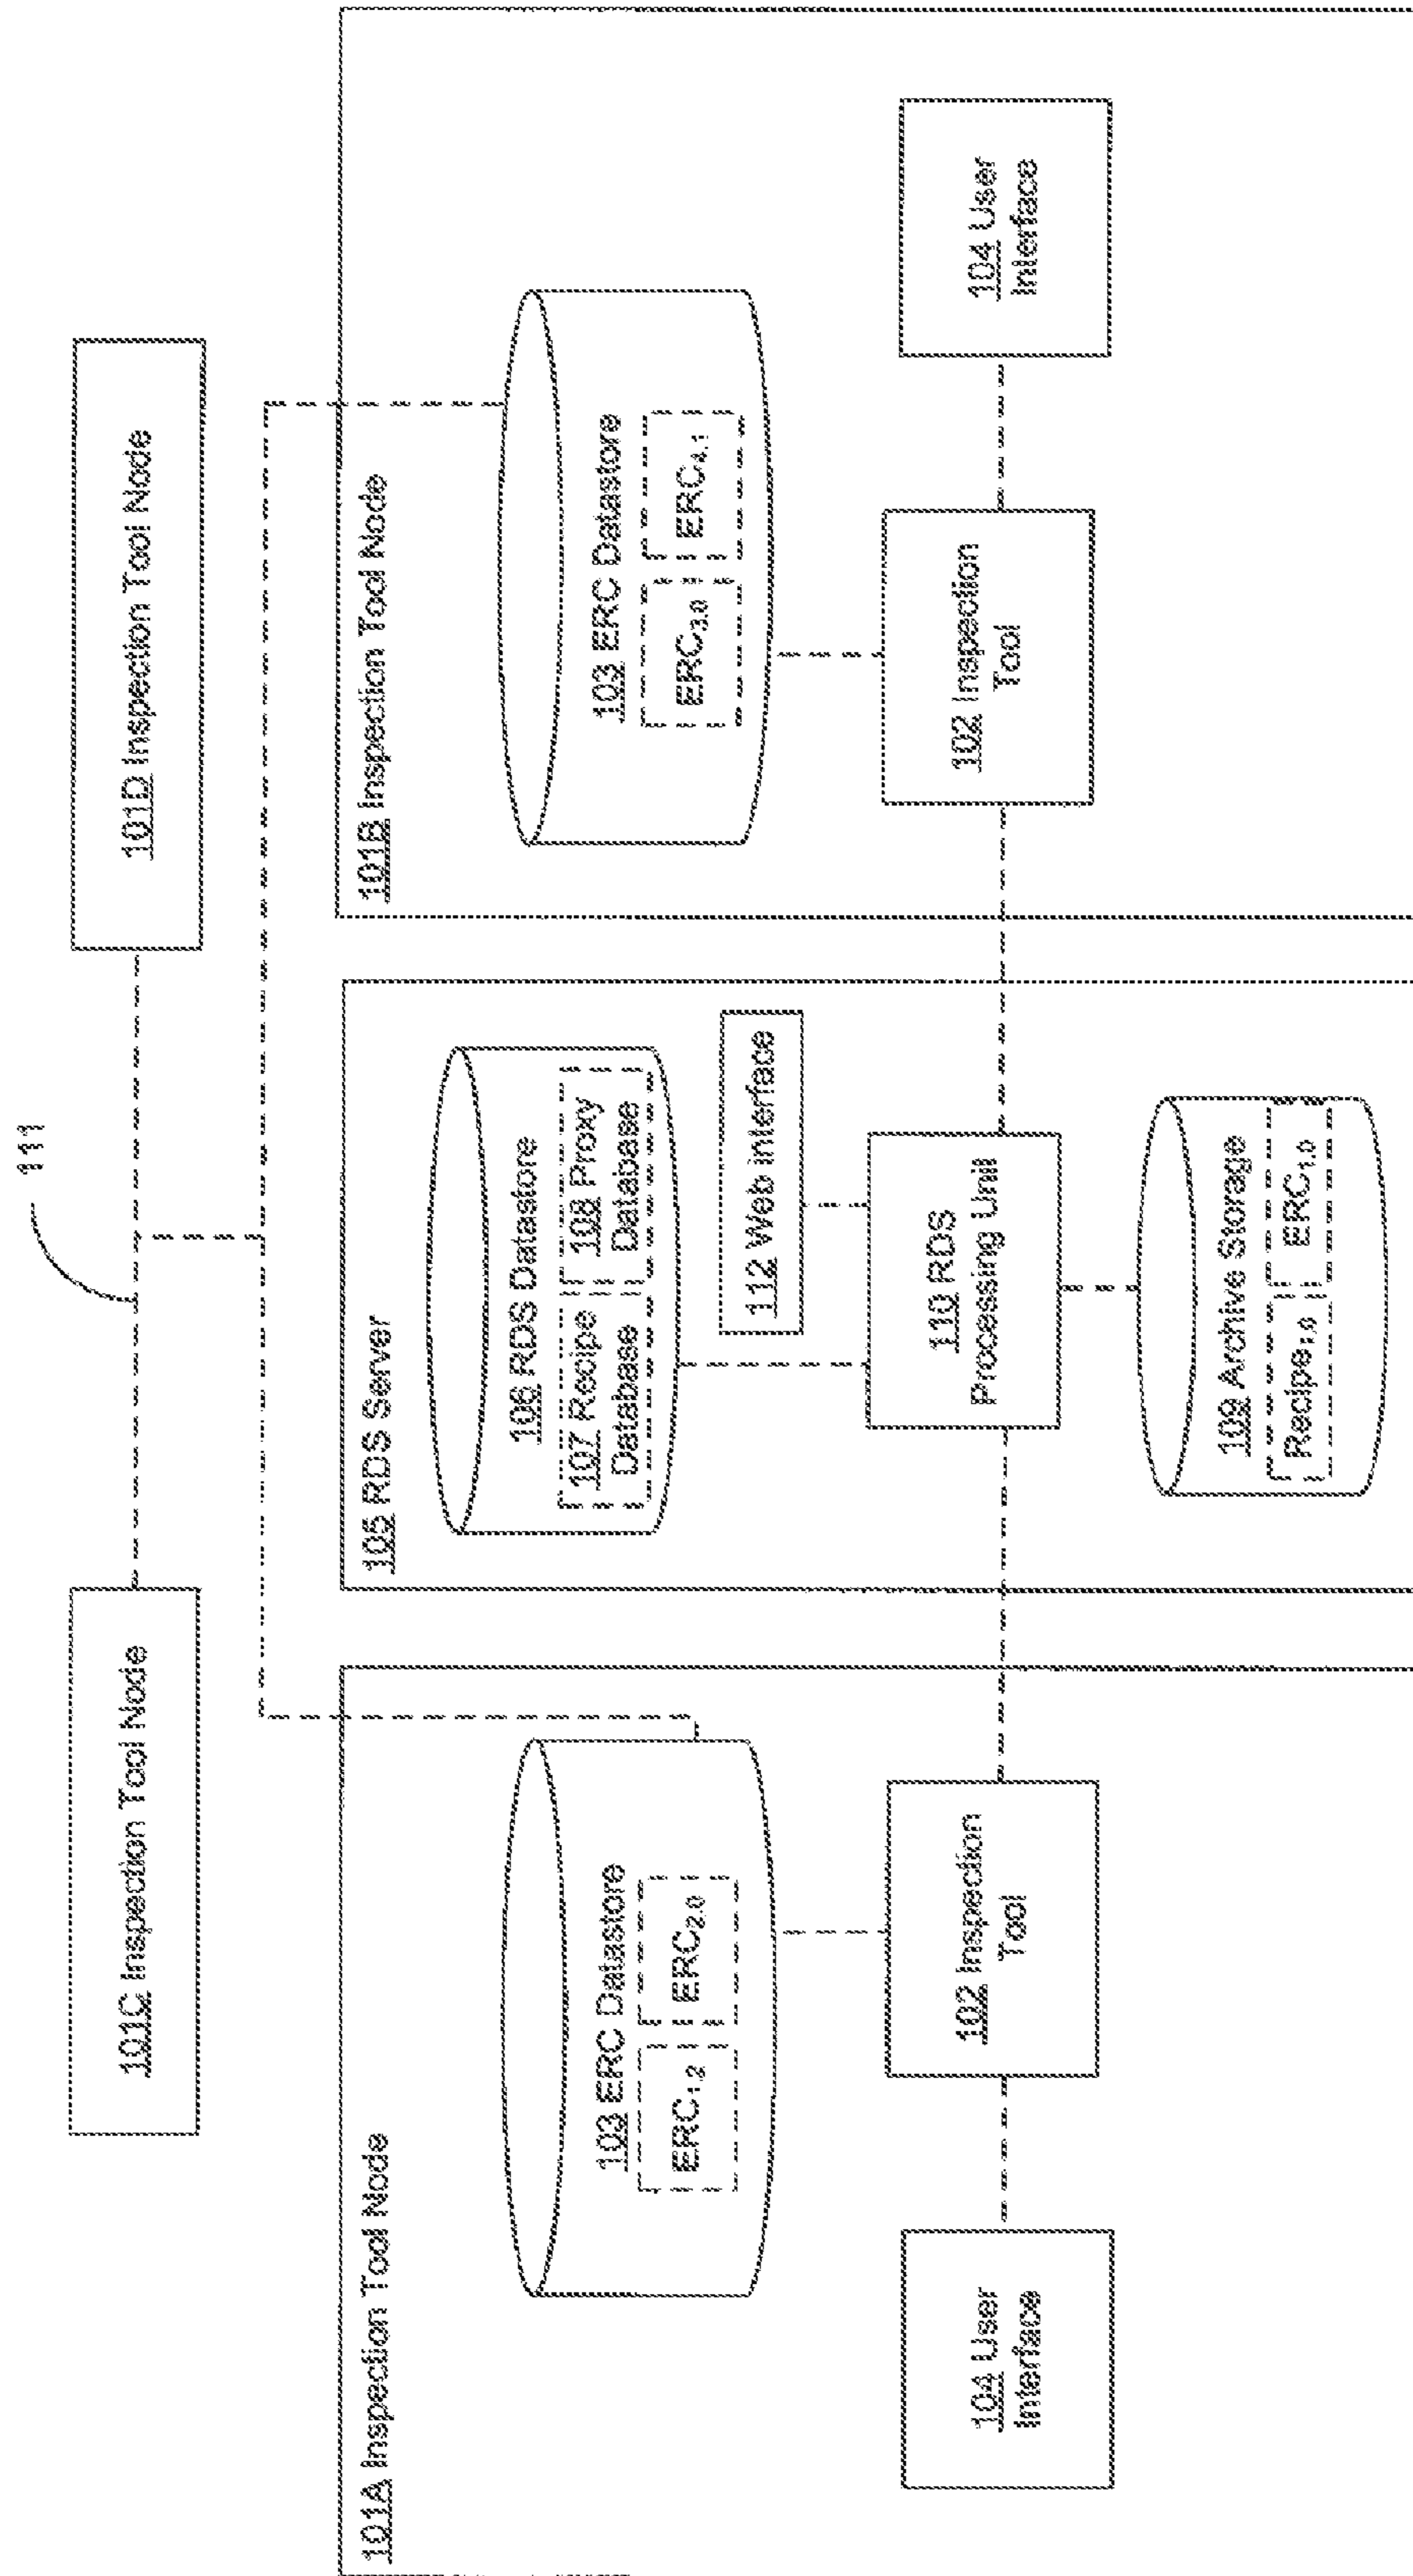 111
101C Inspection Tool Node
101D Inspection Tool Node
101A Inspection Tool Node
103 ERC Datastore
ERC1.2
ERC2.0
102 Inspection
Tool
104 User
Interface
105 RDS Server
106 RDS Datastore
107 Recipe
Database
108 Proxy
Database
112 Web interface
110 RDS
Processing Unit
109 Archive Storage
Recipe1.0
ERC1.0
101B Inspection Tool Node
103 ERC Datastore
ERC3.0
ERC4.1
102 Inspection
Tool
104 User
Interface